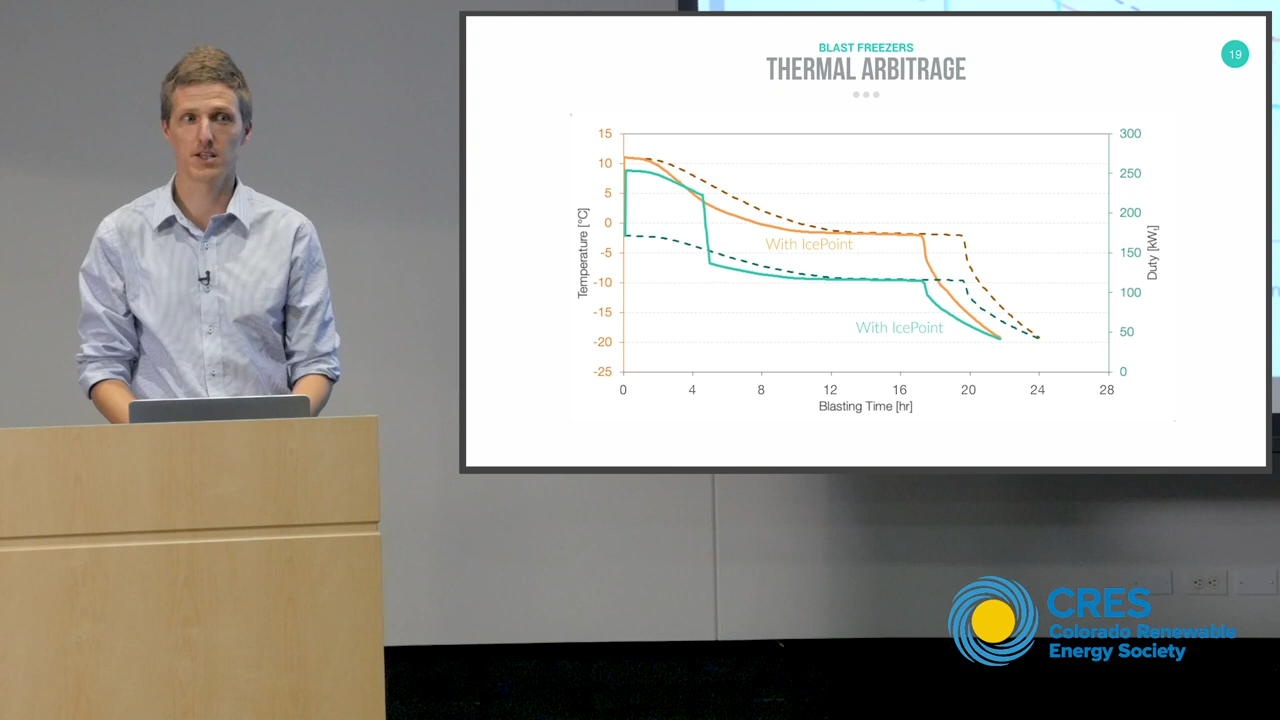 BLAST FREEZERS
THERMAL ARBITRAGE
19
15
10
5
0
-5
-10
-15
-20
-25
Temperature [°C]
With IcePoint
With IcePoint
300
250
200
150
100
50
0
Duty [kW]
0 4 8 12 16 20 24 28
Blasting Time [hr]
CRES
Colorado Renewable
Energy Society